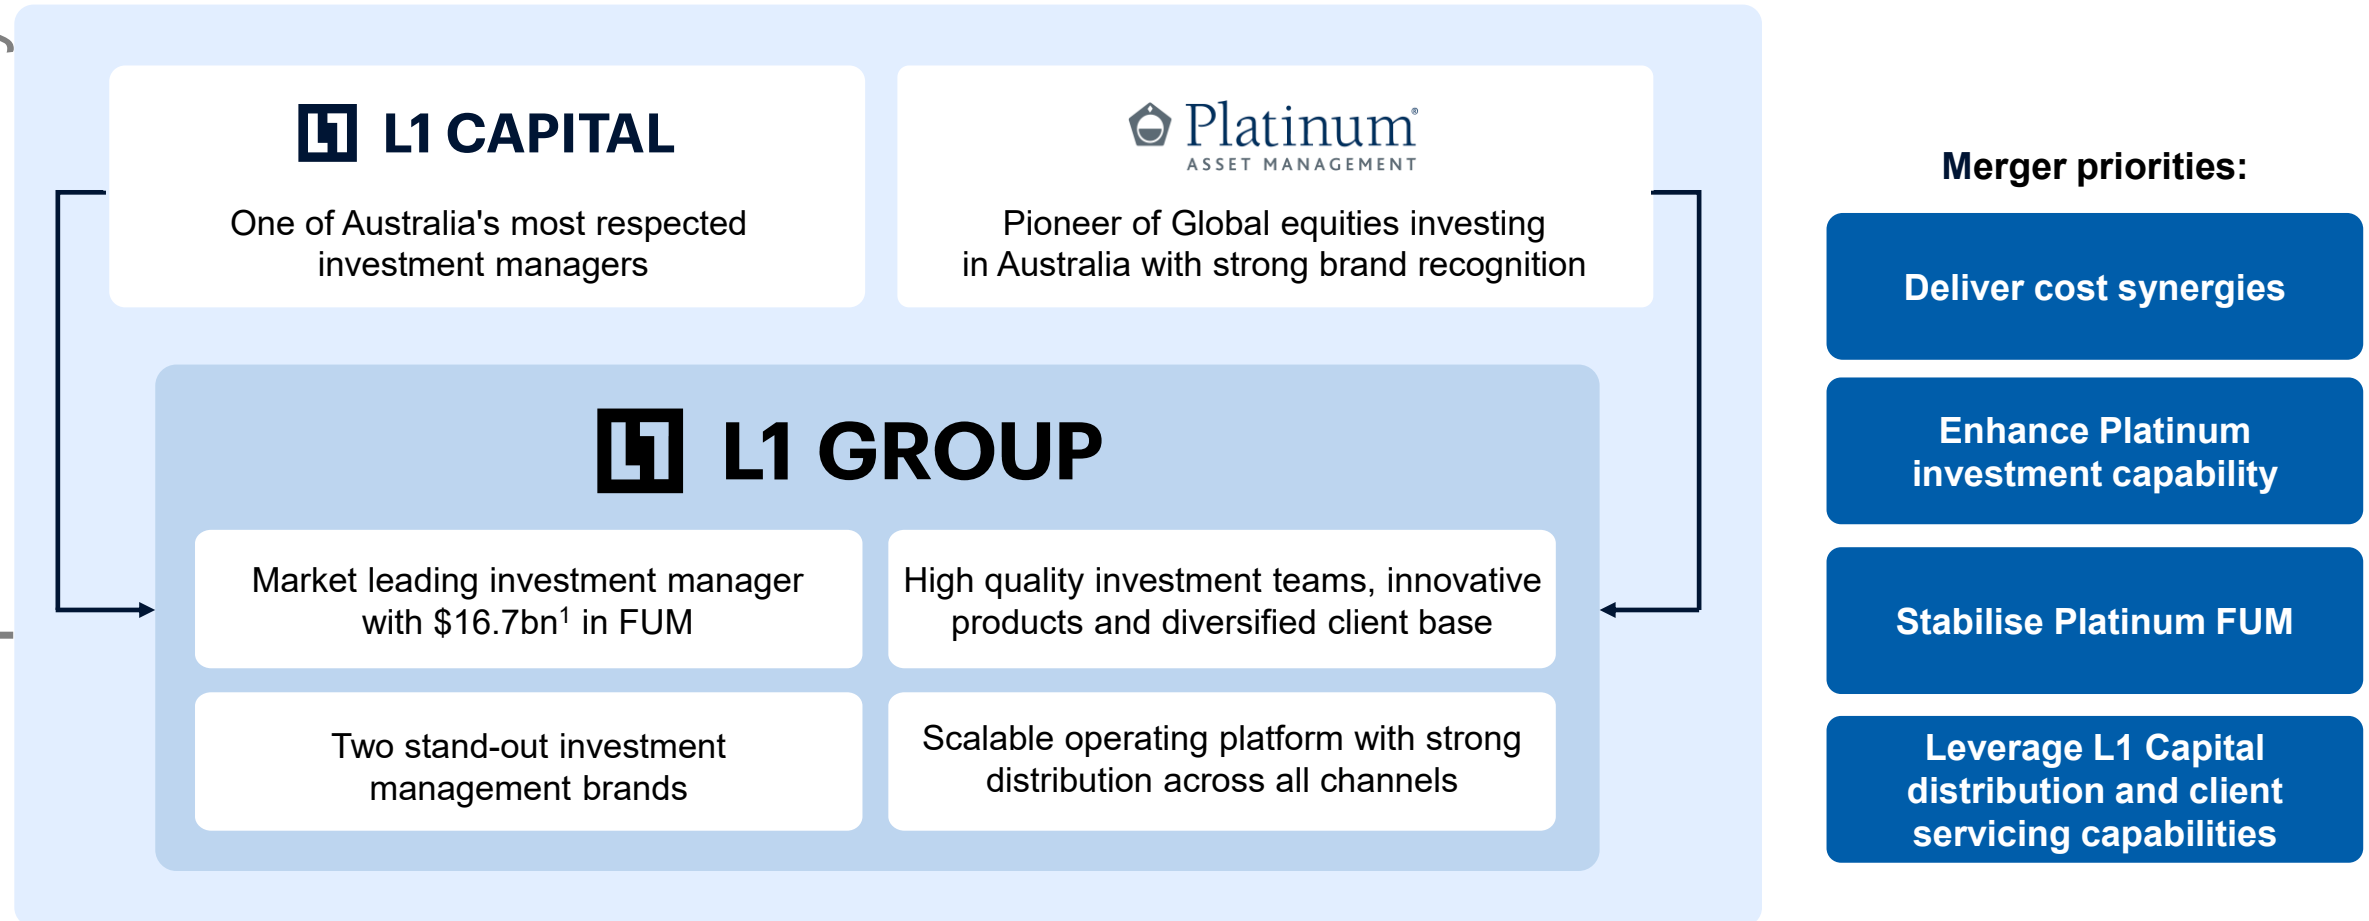 L1 CAPITAL
One of Australia's most respected
investment managers
Platinum®
ASSET MANAGEMENT
Pioneer of Global equities investing
in Australia with strong brand recognition
L1 GROUP
Market leading investment manager
with $16.7bn¹ in FUM
High quality investment teams, innovative
products and diversified client base
Two stand-out investment
management brands
Scalable operating platform with strong
distribution across all channels
Merger priorities:
Deliver cost synergies
Enhance Platinum
investment capability
Stabilise Platinum FUM
Leverage L1 Capital
distribution and client
servicing capabilities